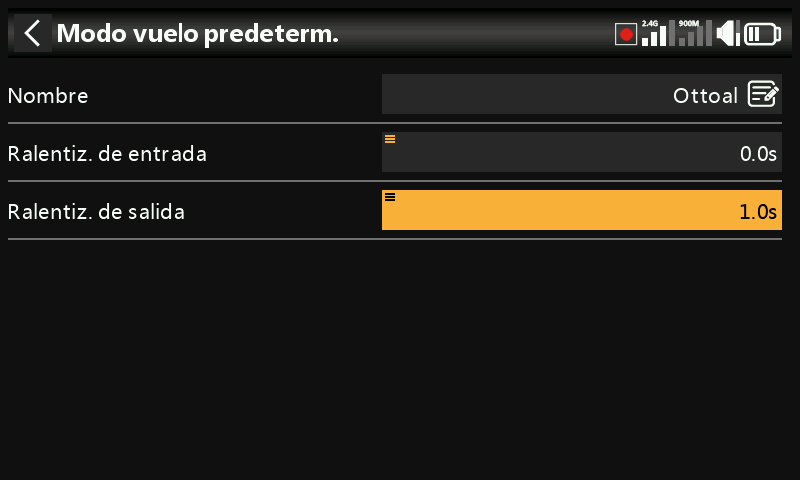 Modo vuelo predeterm.
2.4G 900M
Nombre Ottoal
Ralentiz. de entrada 0.0s
Ralentiz. de salida 1.0s